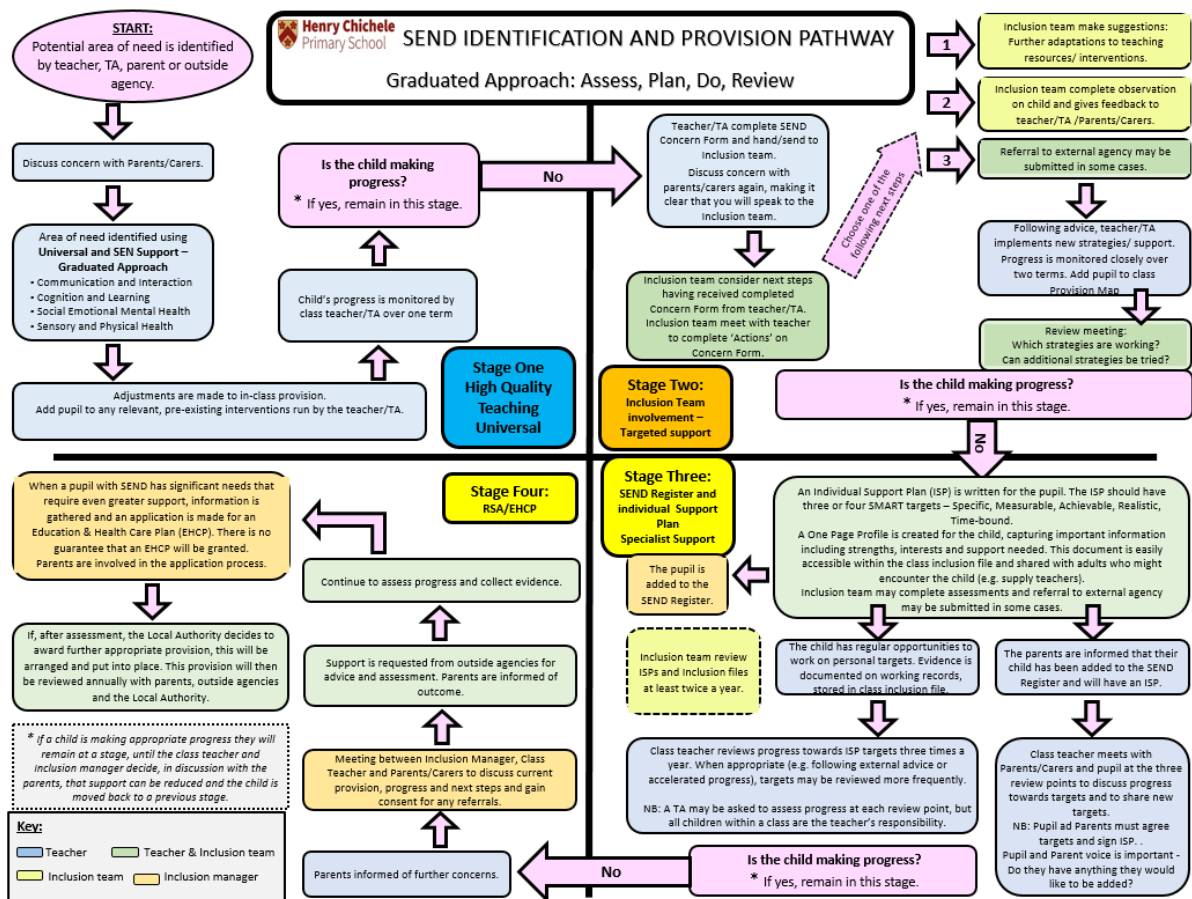 Henry Chichele
Primary School
SEND IDENTIFICATION AND PROVISION PATHWAY
Graduated Approach: Assess, Plan, Do, Review
START:
Potential area of need is identified
by teacher, TA, parent or outside
agency.
Discuss concern with Parents/Carers.
Area of need identified using
Universal and SEN Support –
Graduated Approach
• Communication and Interaction
• Cognition and Learning
• Social Emotional Mental Health
• Sensory and Physical Health
Adjustments are made to in-class provision.
Add pupil to any relevant, pre-existing interventions run by the teacher/TA.
Child's progress is monitored by
class teacher/TA over one term
Is the child making
progress?
* If yes, remain in this stage.
No
Stage One
High Quality
Teaching
Universal
Teacher/TA complete SEND
Concern Form and hand/send to
Inclusion team.
Discuss concern with
parents/carers again, making it
clear that you will speak to the
Inclusion team.
Inclusion team consider next steps
having received completed
Concern Form from teacher/TA.
Inclusion team meet with teacher
to complete 'Actions' on
Concern Form.
Choose one of the
following next steps
1
Inclusion team make suggestions:
Further adaptations to teaching
resources/ interventions.
2
Inclusion team complete observation
on child and gives feedback to
teacher/TA /Parents/Carers.
3
Referral to external agency may be
submitted in some cases.
Following advice, teacher/TA
implements new strategies/ support.
Progress is monitored closely over
two terms. Add pupil to class
Provision Map
Review meeting:
Which strategies are working?
Can additional strategies be tried?
Stage Two:
Inclusion Team
involvement –
Targeted support
Is the child making progress?
* If yes, remain in this stage.
No
Stage Three:
SEND Register and
individual Support
Plan
Specialist Support
An Individual Support Plan (ISP) is written for the pupil. The ISP should have
three or four SMART targets – Specific, Measurable, Achievable, Realistic,
Time-bound.
A One Page Profile is created for the child, capturing important information
including strengths, interests and support needed. This document is easily
accessible within the class inclusion file and shared with adults who might
encounter the child (e.g. supply teachers).
Inclusion team may complete assessments and referral to external agency
may be submitted in some cases.
The pupil
is added
to the
SEND Register.
Inclusion team review
ISPs and Inclusion files
at least twice a year.
The child has regular opportunities to
work on personal targets. Evidence is
documented on working records,
stored in class inclusion file.
The parents are informed that their
child has been added to the SEND
Register and will have an ISP.
Class teacher reviews progress towards ISP targets three times a
year. When appropriate (e.g. following external advice or
accelerated progress), targets may be reviewed more frequently.
NB: A TA may be asked to assess progress at each review point, but
all children within a class are the teacher's responsibility.
Class teacher meets with
Parents/Carers and pupil at the three
review points to discuss progress
towards targets and to share new
targets.
NB: Pupil ad Parents must agree
targets and sign ISP. .
Pupil and Parent voice is important -
Do they have anything they would
like to be added?
Is the child making progress?
* If yes, remain in this stage.
No
Stage Four:
RSA/EHCP
Parents informed of further concerns.
Meeting between Inclusion Manager, Class
Teacher and Parents/Carers to discuss current
provision, progress and next steps and gain
consent for any referrals.
Support is requested from outside agencies for
advice and assessment. Parents are informed of
outcome.
Continue to assess progress and collect evidence.
When a pupil with SEND has significant needs that
require even greater support, information is
gathered and an application is made for an
Education & Health Care Plan (EHCP). There is no
guarantee that an EHCP will be granted.
Parents are involved in the application process.
If, after assessment, the Local Authority decides to
award further appropriate provision, this will be
arranged and put into place. This provision will then
be reviewed annually with parents, outside agencies
and the Local Authority.
* If a child is making appropriate progress they will
remain at a stage, until the class teacher and
Inclusion manager decide, in discussion with the
parents, that support can be reduced and the child is
moved back to a previous stage.
Key:
Teacher
Teacher & Inclusion team
Inclusion team
Inclusion manager